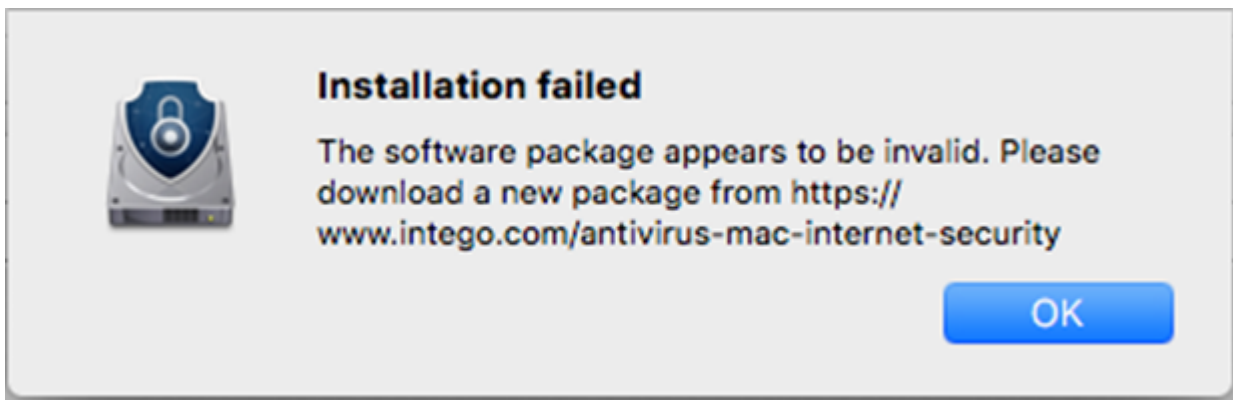 Installation failed
The software package appears to be invalid. Please
download a new package from https://
www.intego.com/antivirus-mac-internet-security
OK